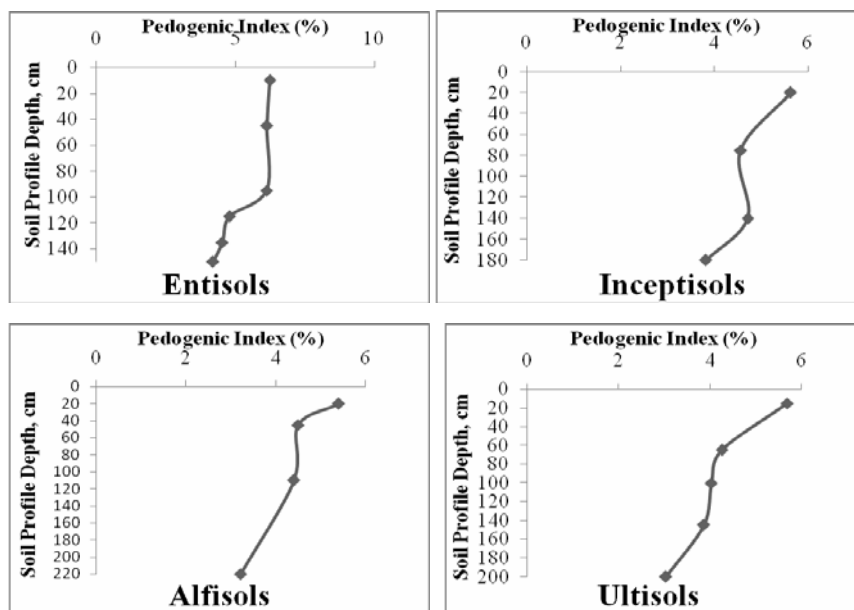 Pedogenic Index (%)
0 5 10
Soil Profile Depth, cm
0
20
40
60
80
100
120
140
Entisols
Pedogenic Index (%)
0 2 4 6
Soil Profile Depth, cm
0
20
40
60
80
100
120
140
160
180
Inceptisols
Pedogenic Index (%)
0 2 4 6
Soil Profile Depth, cm
0
20
40
60
80
100
120
140
160
180
200
220
Alfisols
Pedogenic Index (%)
0 2 4 6
Soil Profile Depth, cm
0
20
40
60
80
100
120
140
160
180
200
Ultisols